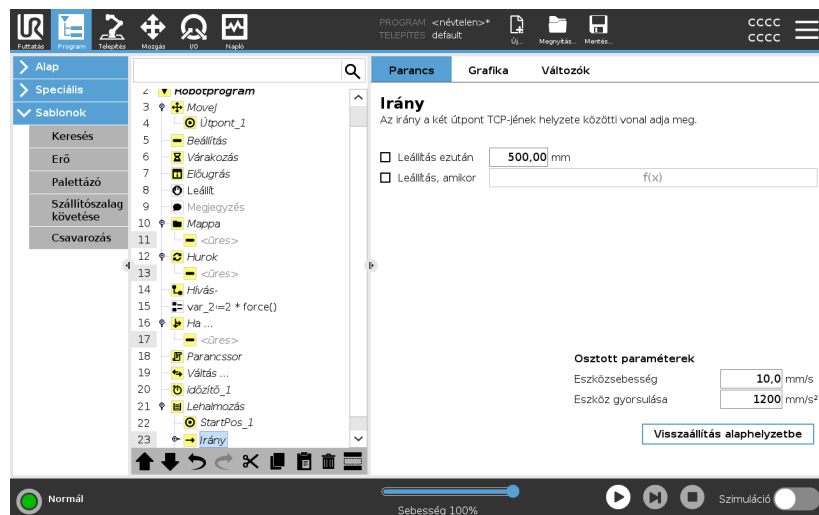 PROGRAM <névtelen>*
TELEPÍTÉS default
Futtatás
Program
Telepítés
Mozgás
I/O
Napló
Új...
Megnyitás...
Mentés...
CCCC
CCCC
Alap
Speciális
Sablonok
Keresés
Erő
Palettázó
Szállítószalag
követése
Csavarozás
2 Robotprogram
3 MoveJ
4 Útpont_1
5 Beállítás
6 Várakozás
7 Előugrás
8 Leállít
9 Megjegyzés
10 Mappa
11 <üres>
12 Hurok
13 <üres>
14 Hívás-
15 var_2:=2 * force()
16 Ha ...
17 <üres>
18 Parancssor
19 Váltás ...
20 időzítő_1
21 Lehalmozás
22 StartPos_1
23 Irány
Parancs
Grafika
Változók
Irány
Az irány a két útpont TCP-jének helyzete közötti vonal adja meg.
Leállítás ezután 500,00 mm
Leállítás, amikor f(x)
Osztott paraméterek
Eszközsebesség 10,0 mm/s
Eszköz gyorsulása 1200 mm/s²
Visszaállítás alaphelyzetbe
Normál
Sebesség 100%
Szimuláció